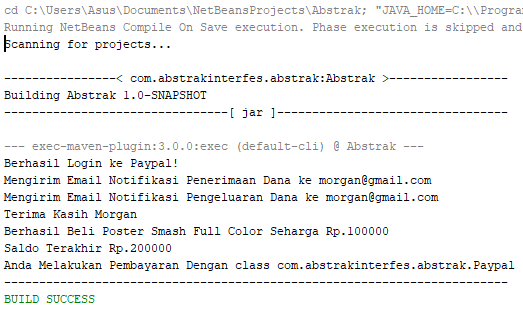 cd C:\Users\Asus\Documents\NetBeansProjects\Abstrak; "JAVA_HOME=C:\\Progra
Running NetBeans Compile On Save execution. Phase execution is skipped and
Scanning for projects...
----------------< com.abstrakinterfes.abstrak:Abstrak >-----------------
Building Abstrak 1.0-SNAPSHOT
--------------------------------[ jar ]---------------------------------
--- exec-maven-plugin:3.0.0:exec (default-cli) @ Abstrak ---
Berhasil Login ke Paypal!
Mengirim Email Notifikasi Penerimaan Dana ke morgan@gmail.com
Mengirim Email Notifikasi Pengeluaran Dana ke morgan@gmail.com
Terima Kasih Morgan
Berhasil Beli Poster Smash Full Color Seharga Rp.100000
Saldo Terakhir Rp.200000
Anda Melakukan Pembayaran Dengan class com.abstrakinterfes.abstrak.Paypal
------------------------------------------------------------------------
BUILD SUCCESS